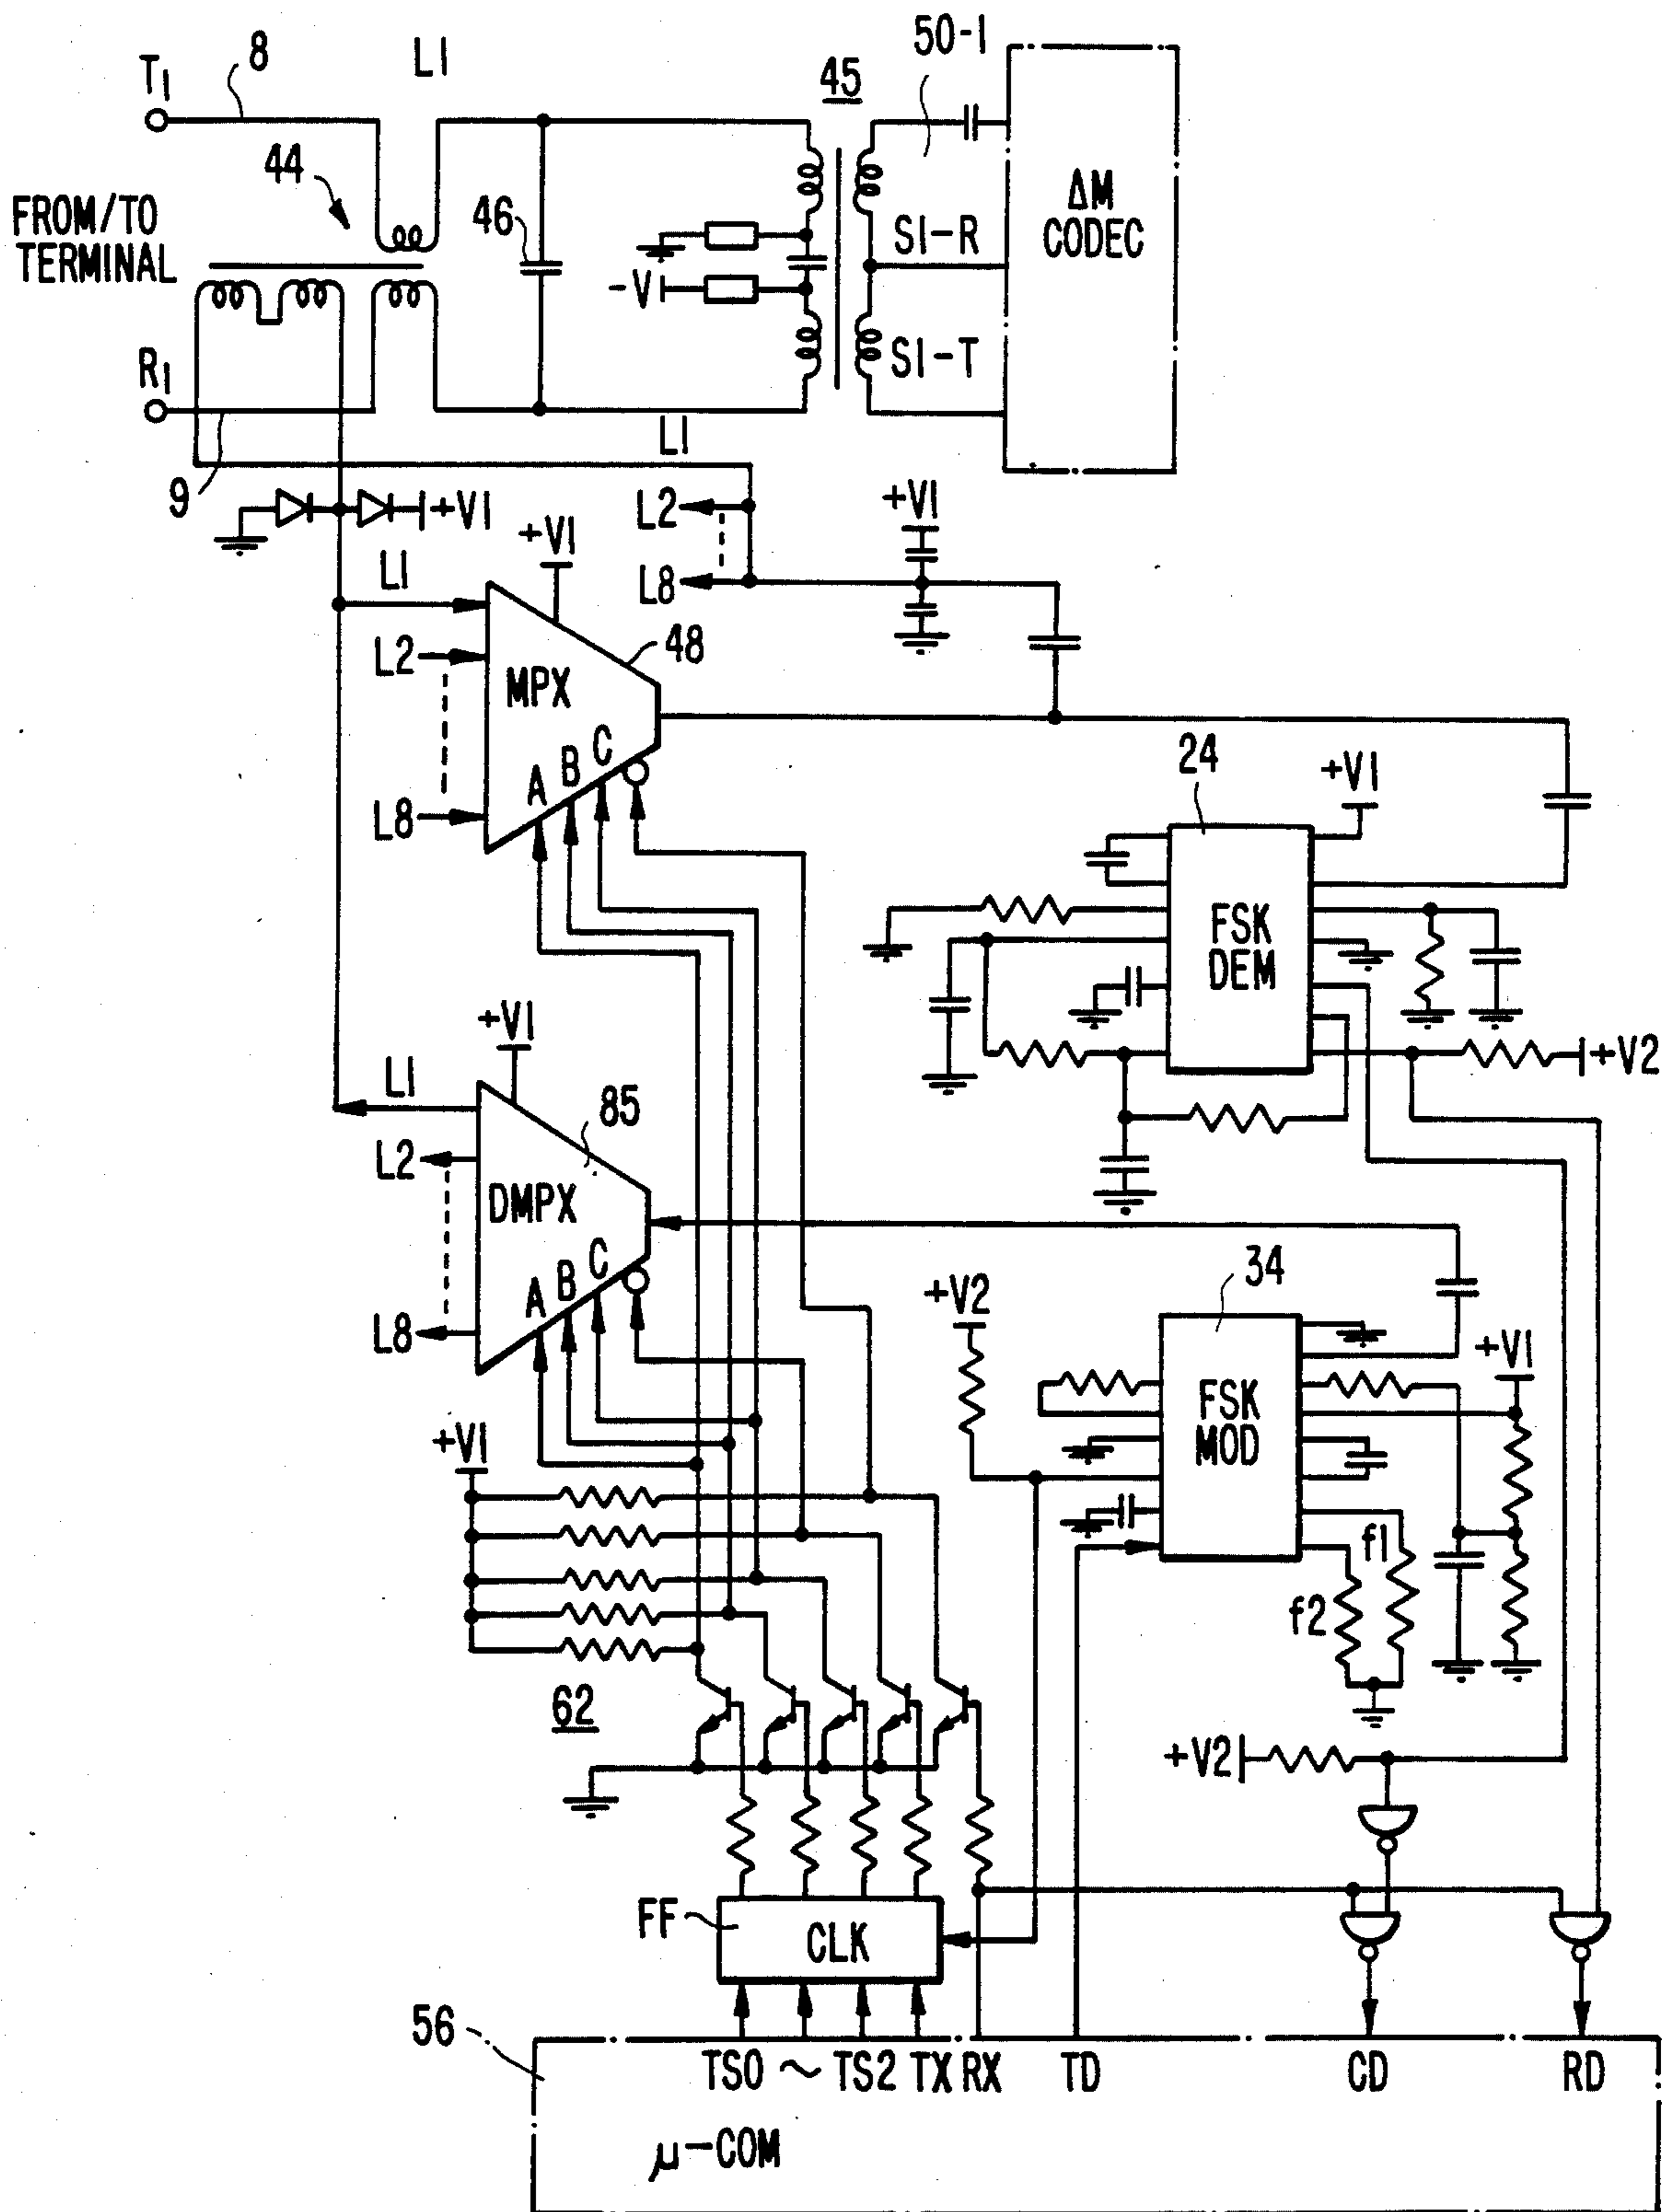 50-1
8
L1
T1
45
44
FROM/TO
TERMINAL
46
ΔM
CODEC
S1-R
-V
S1-T
R1
L1
9
+V1
L2
+V1
+V1
L1
L8
48
L2
MPX
24
+V1
A B C
L8
FSK
DEM
+V1
+V2
L1
85
L2
DMPX
34
A B C
+V2
L8
+V1
FSK
MOD
+V1
f1
f2
62
+V2
FF
CLK
56
TS0 ~ TS2 TX RX TD CD RD
μ-COM